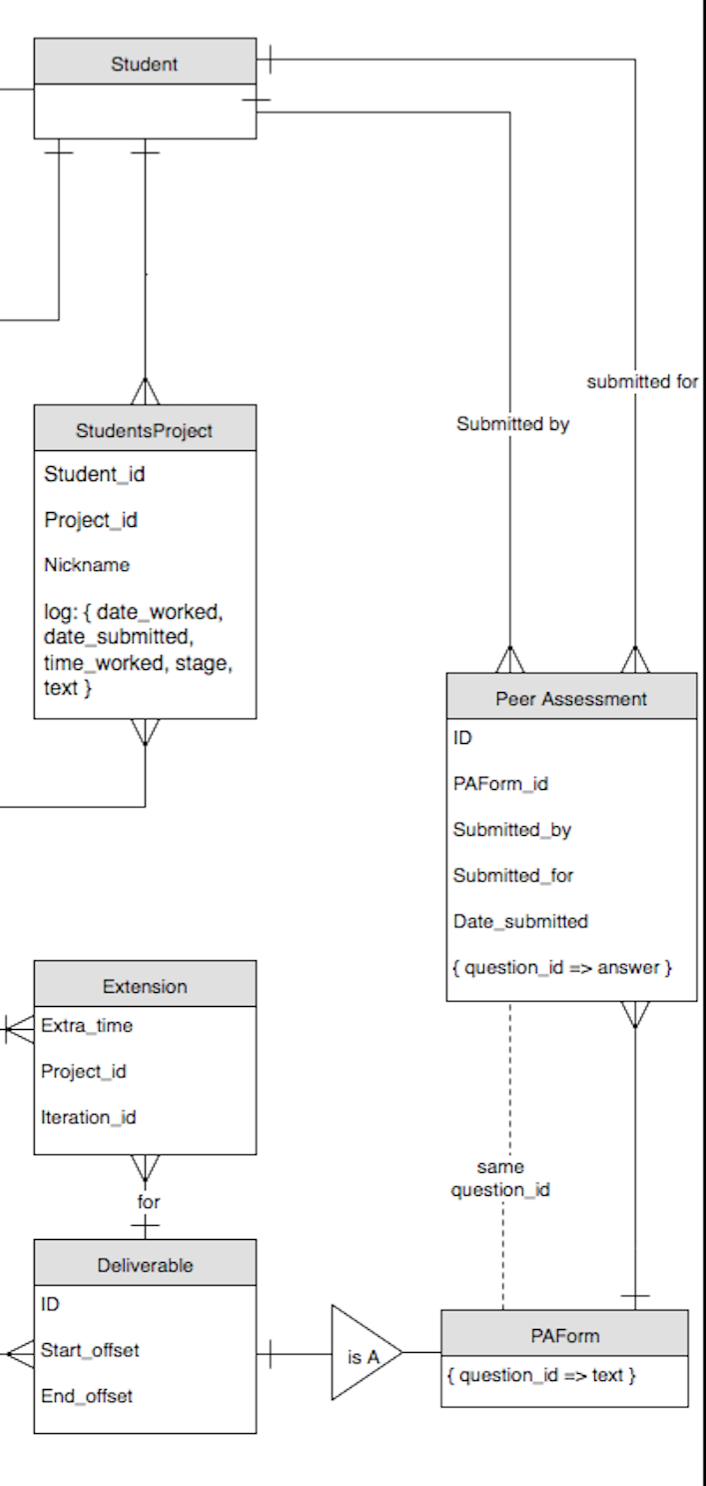 Student
submitted for
Submitted by
StudentsProject
Student_id
Project_id
Nickname
log: { date_worked,
date_submitted,
time_worked, stage,
text }
Peer Assessment
ID
PAForm_id
Submitted_by
Submitted_for
Date_submitted
{ question_id => answer }
Extension
Extra_time
Project_id
Iteration_id
same
question_id
for
Deliverable
ID
Start_offset
End_offset
is A
PAForm
{ question_id => text }